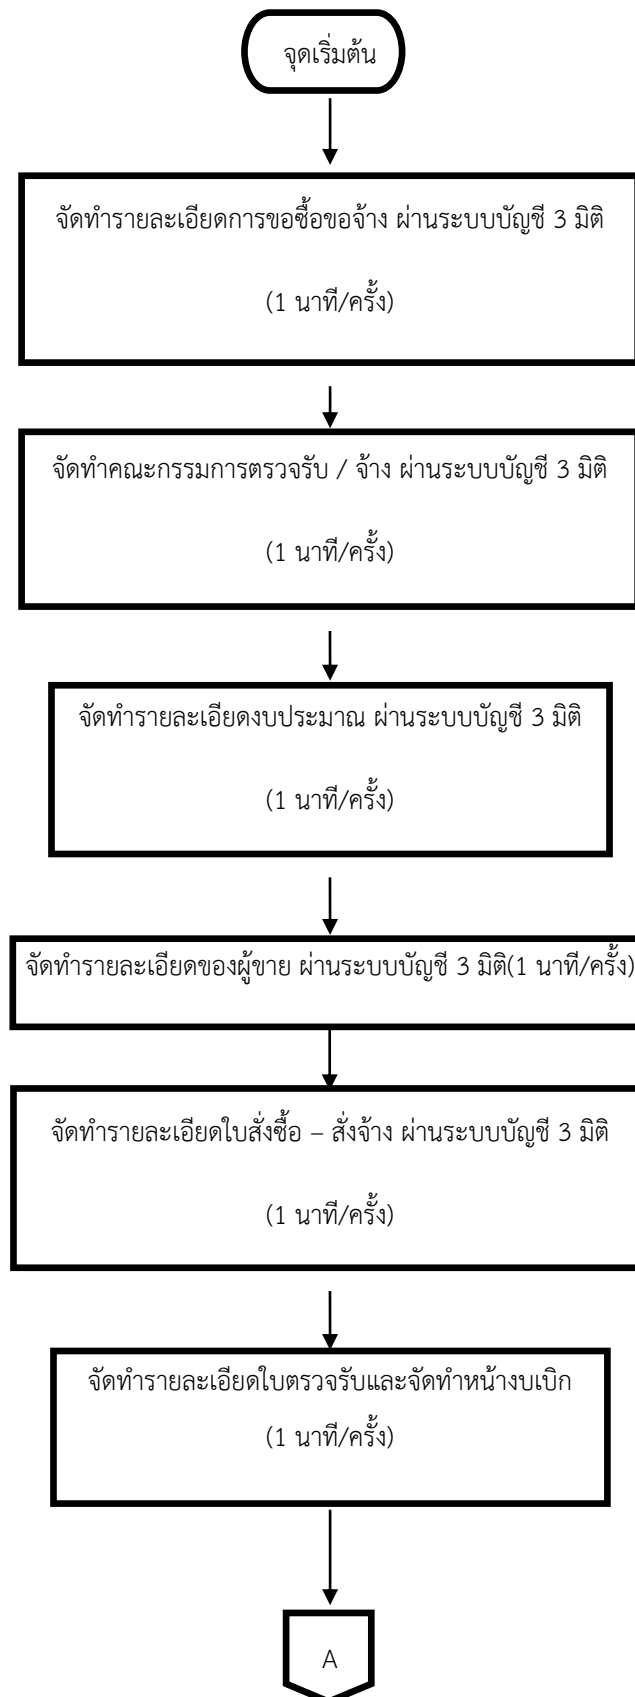 จุดเริ่มต้น
จัดทำรายละเอียดการขอซื้อขอจ้าง ผ่านระบบบัญชี 3 มิติ
(1 นาที/ครั้ง)
จัดทำคณะกรรมการตรวจรับ / จ้าง ผ่านระบบบัญชี 3 มิติ
(1 นาที/ครั้ง)
จัดทำรายละเอียดงบประมาณ ผ่านระบบบัญชี 3 มิติ
(1 นาที/ครั้ง)
จัดทำรายละเอียดของผู้ขาย ผ่านระบบบัญชี 3 มิติ(1 นาที/ครั้ง)
จัดทำรายละเอียดใบสั่งซื้อ – สั่งจ้าง ผ่านระบบบัญชี 3 มิติ
(1 นาที/ครั้ง)
จัดทำรายละเอียดใบตรวจรับและจัดทำหน้างบเบิก
(1 นาที/ครั้ง)
A